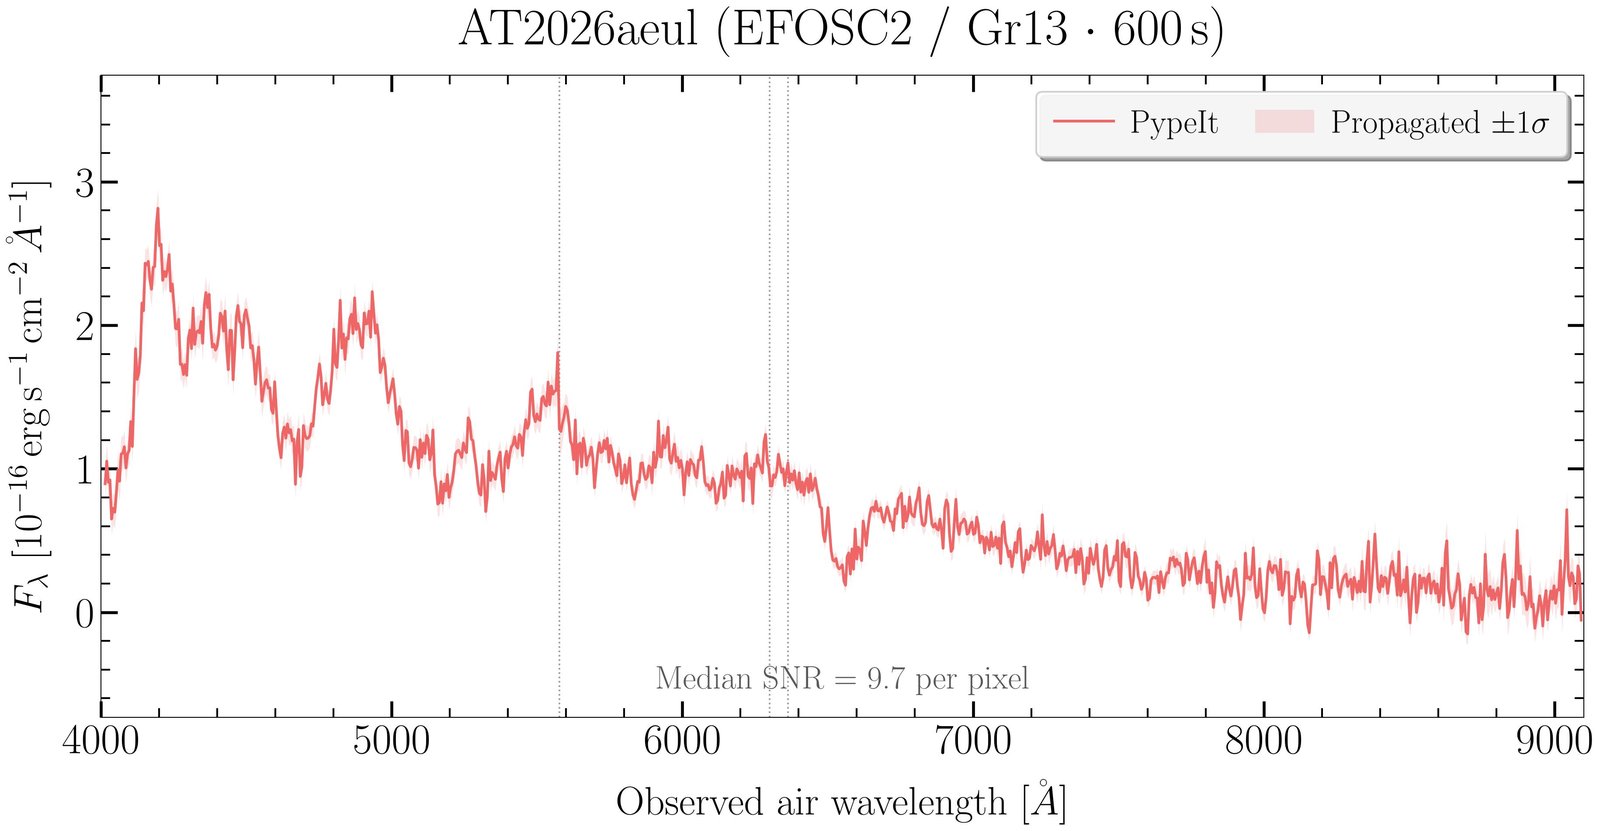 AT2026aeul (EFOSC2 / Gr13 · 600 s)
PypeIt
Propagated ±1σ
F_λ [10⁻¹⁶ erg s⁻¹ cm⁻² Å⁻¹]
3
2
1
0
Median SNR = 9.7 per pixel
4000 5000 6000 7000 8000 9000
Observed air wavelength [Å]